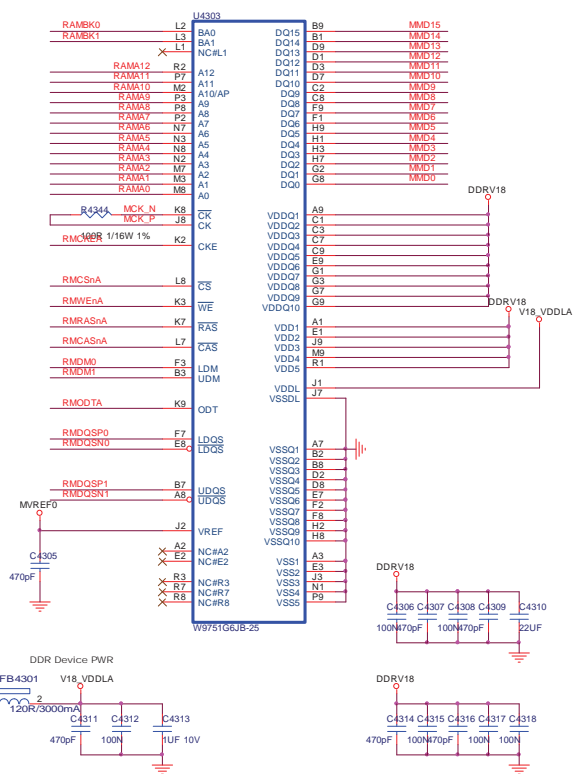 U4303
RAMBK0 L2 BA0 DQ15 B9 MMD15
RAMBK1 L3 BA1 DQ14 B1 MMD14
L1 NC#L1 DQ13 D9 MMD13
DQ12 D1 MMD12
RAMA12 R2 A12 DQ11 D3 MMD11
RAMA11 P7 A11 DQ10 D7 MMD10
RAMA10 M2 A10/AP DQ9 C2 MMD9
RAMA9 P3 A9 DQ8 C8 MMD8
RAMA8 P8 A8 DQ7 F9 MMD7
RAMA7 P2 A7 DQ6 F1 MMD6
RAMA6 N7 A6 DQ5 H9 MMD5
RAMA5 N3 A5 DQ4 H1 MMD4
RAMA4 N8 A4 DQ3 H3 MMD3
RAMA3 N2 A3 DQ2 H7 MMD2
RAMA2 M7 A2 DQ1 G2 MMD1
RAMA1 M3 A1 DQ0 G8 MMD0
RAMA0 M8 A0
DDRV18
R4344 MCK_N K8 CK VDDQ1 A9
MCK_P J8 CK VDDQ2 C1
100R 1/16W 1% VDDQ3 C3
K2 CKE VDDQ4 C7
VDDQ5 C9
VDDQ6 E9
VDDQ7 G1
RMCSnA L8 CS VDDQ8 G3
VDDQ9 G7
RMWEnA K3 WE VDDQ10 G9
DDRV18
V18_VDDLA
RMRASnA K7 RAS VDD1 A1
VDD2 E1
RMCASnA L7 CAS VDD3 J9
VDD4 M9
RMDM0 F3 LDM VDD5 R1
RMDM1 B3 UDM
VDDL J1
VSSDL J7
RMODTA K9 ODT
RMDQSP0 F7 LDQS
RMDQSN0 E8 LDQS VSSQ1 A7
VSSQ2 B2
VSSQ3 B8
VSSQ4 D2
RMDQSP1 B7 UDQS VSSQ5 D8
RMDQSN1 A8 UDQS VSSQ6 E7
MVREF0 VSSQ7 F2
VSSQ8 F8
J2 VREF VSSQ9 H2
VSSQ10 H8
A2 NC#A2
E2 NC#E2 VSS1 A3
VSS2 E3
R3 NC#R3 VSS3 J3
R7 NC#R7 VSS4 N1
R8 NC#R8 VSS5 P9
C4305
470pF
W9751G6JB-25
DDRV18
C4306 C4307 C4308 C4309 C4310
100N 470pF 100N 470pF 22UF
DDR Device PWR
FB4301 V18_VDDLA
2
120R/3000mA
C4311 C4312 C4313
470pF 100N 1UF 10V
DDRV18
C4314 C4315 C4316 C4317 C4318
470pF 100N 470pF 100N 100N